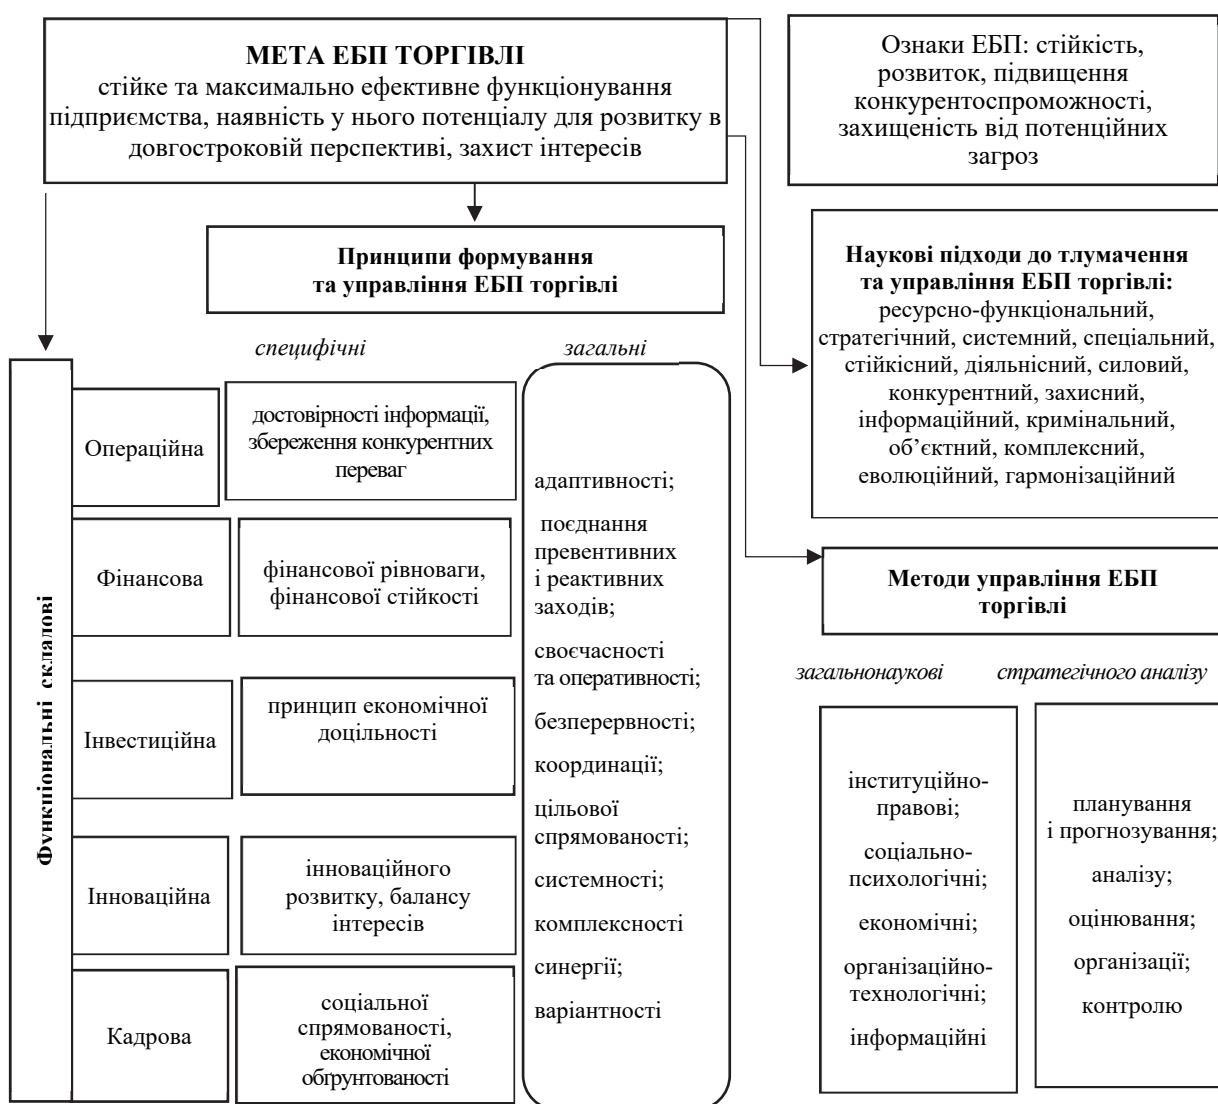 МЕТА ЕБП ТОРГІВЛІ
стійке та максимально ефективне функціонування
підприємства, наявність у нього потенціалу для розвитку в
довгостроковій перспективі, захист інтересів
Ознаки ЕБП: стійкість,
розвиток, підвищення
конкурентоспроможності,
захищеність від потенційних
загроз
Принципи формування
та управління ЕБП торгівлі
Наукові підходи до тлумачення
та управління ЕБП торгівлі:
ресурсно-функціональний,
стратегічний, системний, спеціальний,
стійкісний, діяльнісний, силовий,
конкурентний, захисний,
інформаційний, кримінальний,
об’єктний, комплексний,
еволюційний, гармонізаційний
специфічні
загальні
Функціональні складові
Операційна
достовірності інформації,
збереження конкурентних
переваг
Фінансова
фінансової рівноваги,
фінансової стійкості
Інвестиційна
принцип економічної
доцільності
Інноваційна
інноваційного
розвитку, балансу
інтересів
Кадрова
соціальної
спрямованості,
економічної
обґрунтованості
адаптивності;
поєднання
превентивних
і реактивних
заходів;
своєчасності
та оперативності;
безперервності;
координації;
цільової
спрямованості;
системності;
комплексності
синергії;
варіантності
Методи управління ЕБП
торгівлі
загальнонаукові
стратегічного аналізу
інституційно-
правові;
соціально-
психологічні;
економічні;
організаційно-
технологічні;
інформаційні
планування
і прогнозування;
аналізу;
оцінювання;
організації;
контролю